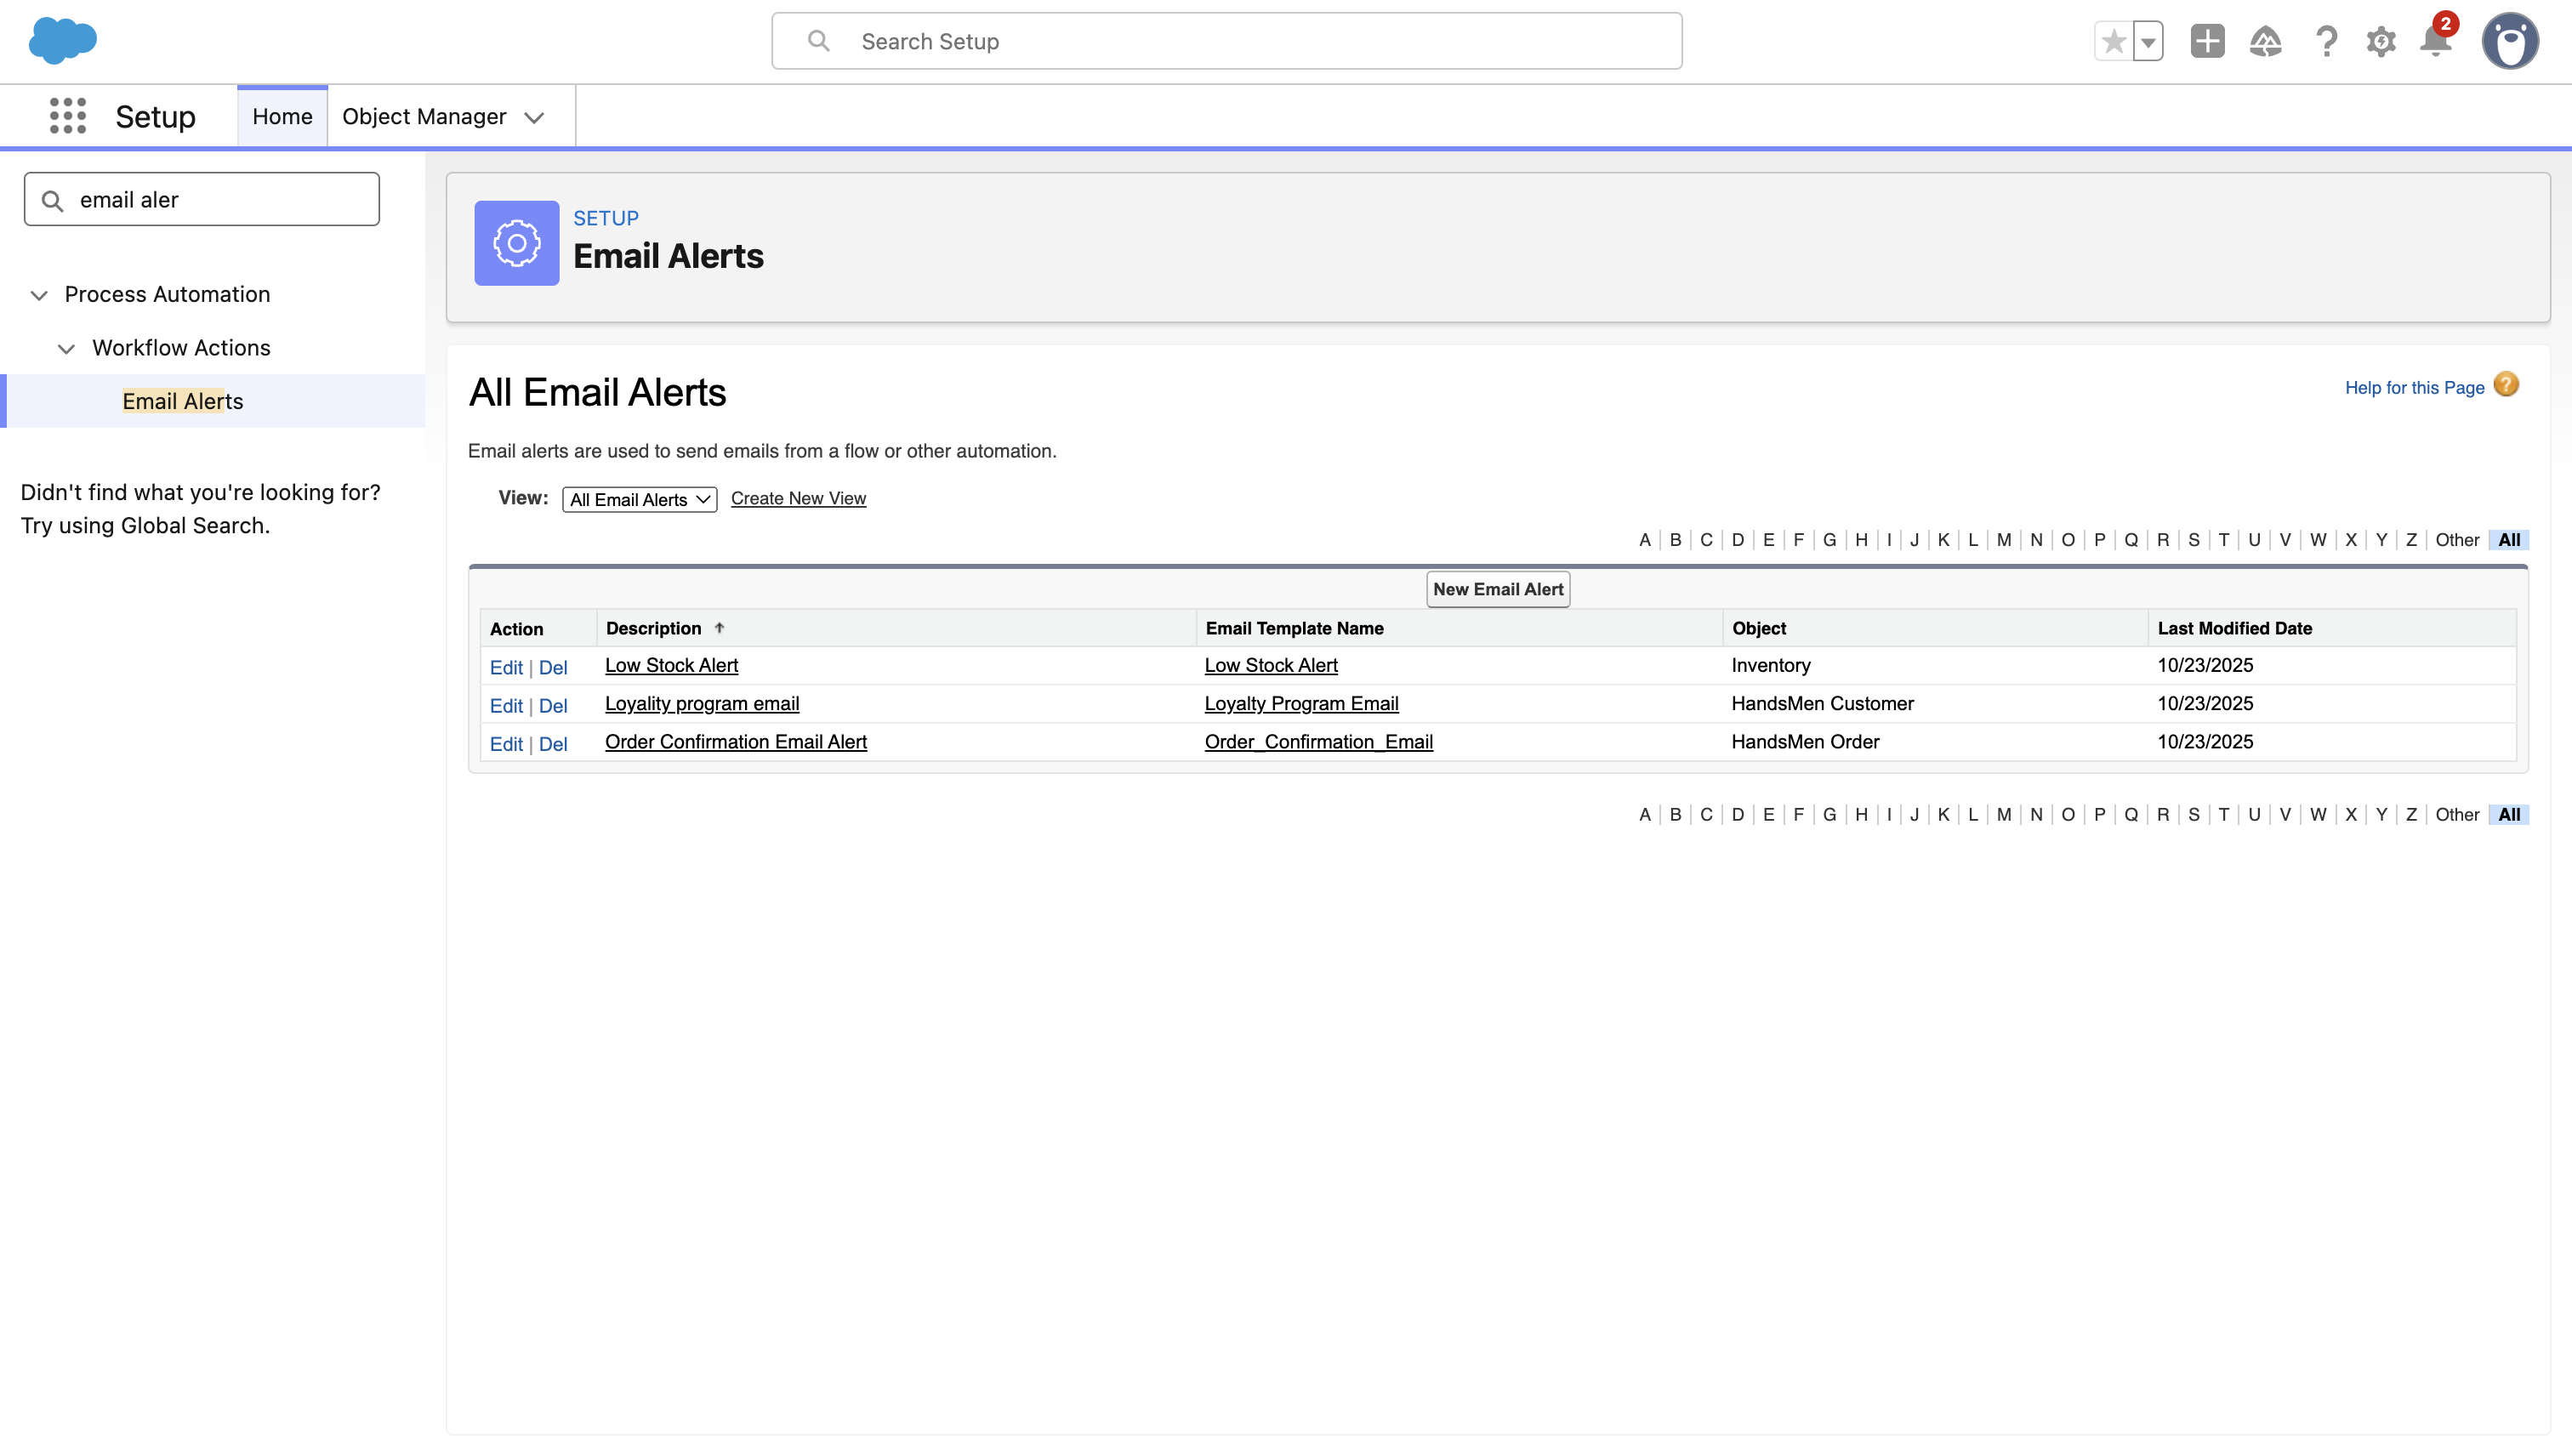 Search Setup
2
Setup
Home
Object Manager
email aler
Process Automation
Workflow Actions
Email Alerts
Didn't find what you're looking for?
Try using Global Search.
SETUP
Email Alerts
All Email Alerts
Help for this Page ?
Email alerts are used to send emails from a flow or other automation.
View: All Email Alerts Create New View
A | B | C | D | E | F | G | H | I | J | K | L | M | N | O | P | Q | R | S | T | U | V | W | X | Y | Z | Other | All
New Email Alert
Action Description Email Template Name Object Last Modified Date
Edit | Del Low Stock Alert Low Stock Alert Inventory 10/23/2025
Edit | Del Loyality program email Loyalty Program Email HandsMen Customer 10/23/2025
Edit | Del Order Confirmation Email Alert Order_Confirmation_Email HandsMen Order 10/23/2025
A | B | C | D | E | F | G | H | I | J | K | L | M | N | O | P | Q | R | S | T | U | V | W | X | Y | Z | Other | All